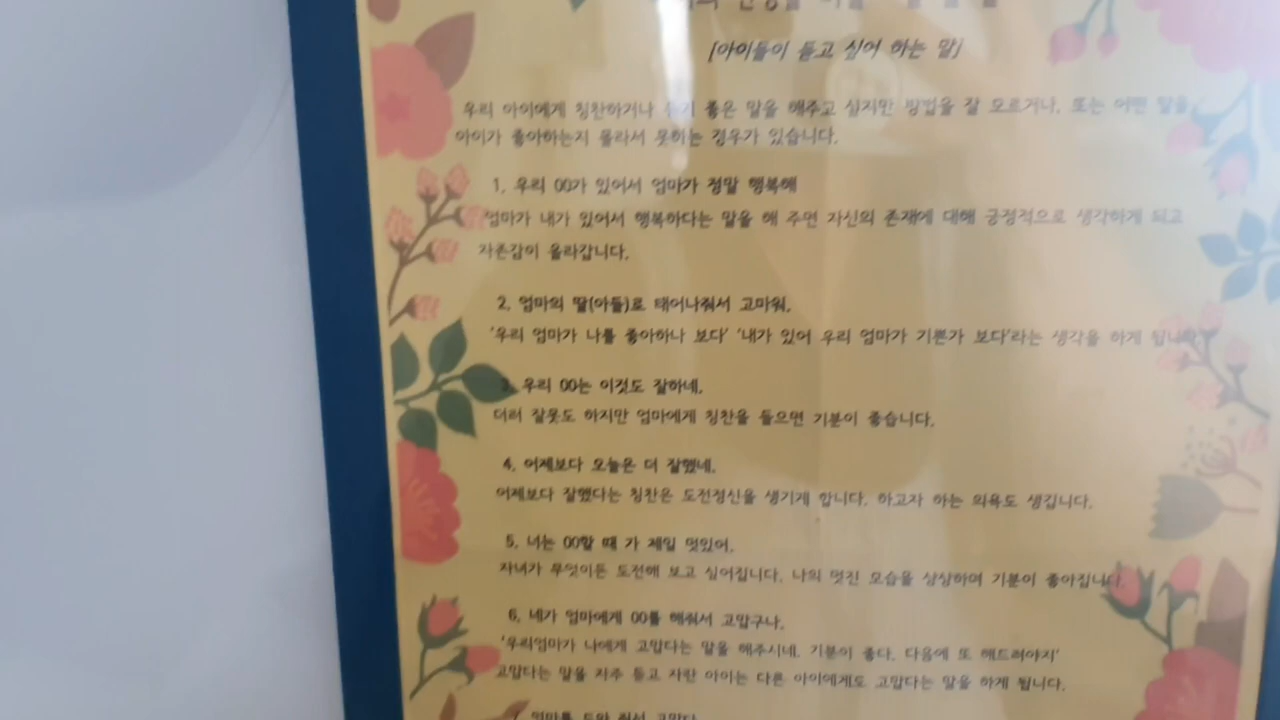 [아이들이 듣고 싶어 하는 말]
우리 아이에게 칭찬하거나 듣기 좋은 말을 해주고 싶지만 방법을 잘 모르거나, 또는 어떤 말을
아이가 좋아하는지 몰라서 못하는 경우가 있습니다.
1. 우리 00가 있어서 엄마가 정말 행복해
엄마가 내가 있어서 행복하다는 말을 해 주면 자신의 존재에 대해 긍정적으로 생각하게 되고
자존감이 올라갑니다.
2. 엄마의 딸(아들)로 태어나줘서 고마워.
'우리 엄마가 나를 좋아하나 보다' '내가 있어 우리 엄마가 기쁜가 보다'라는 생각을 하게 됩니다.
3. 우리 00는 이것도 잘하네.
더러 잘못도 하지만 엄마에게 칭찬을 들으면 기분이 좋습니다.
4. 어제보다 오늘은 더 잘했네.
어제보다 잘했다는 칭찬은 도전정신을 생기게 합니다. 하고자 하는 의욕도 생깁니다.
5. 너는 00할 때 가 제일 멋있어.
자녀가 무엇이든 도전해 보고 싶어집니다. 나의 멋진 모습을 상상하며 기분이 좋아집니다.
6. 네가 엄마에게 00를 해줘서 고맙구나.
'우리엄마가 나에게 고맙다는 말을 해주시네. 기분이 좋다. 다음에 또 해드려야지'
고맙다는 말을 자주 듣고 자란 아이는 다른 아이에게도 고맙다는 말을 하게 됩니다.
7. 엄마를 도와 줘서 고맙다.